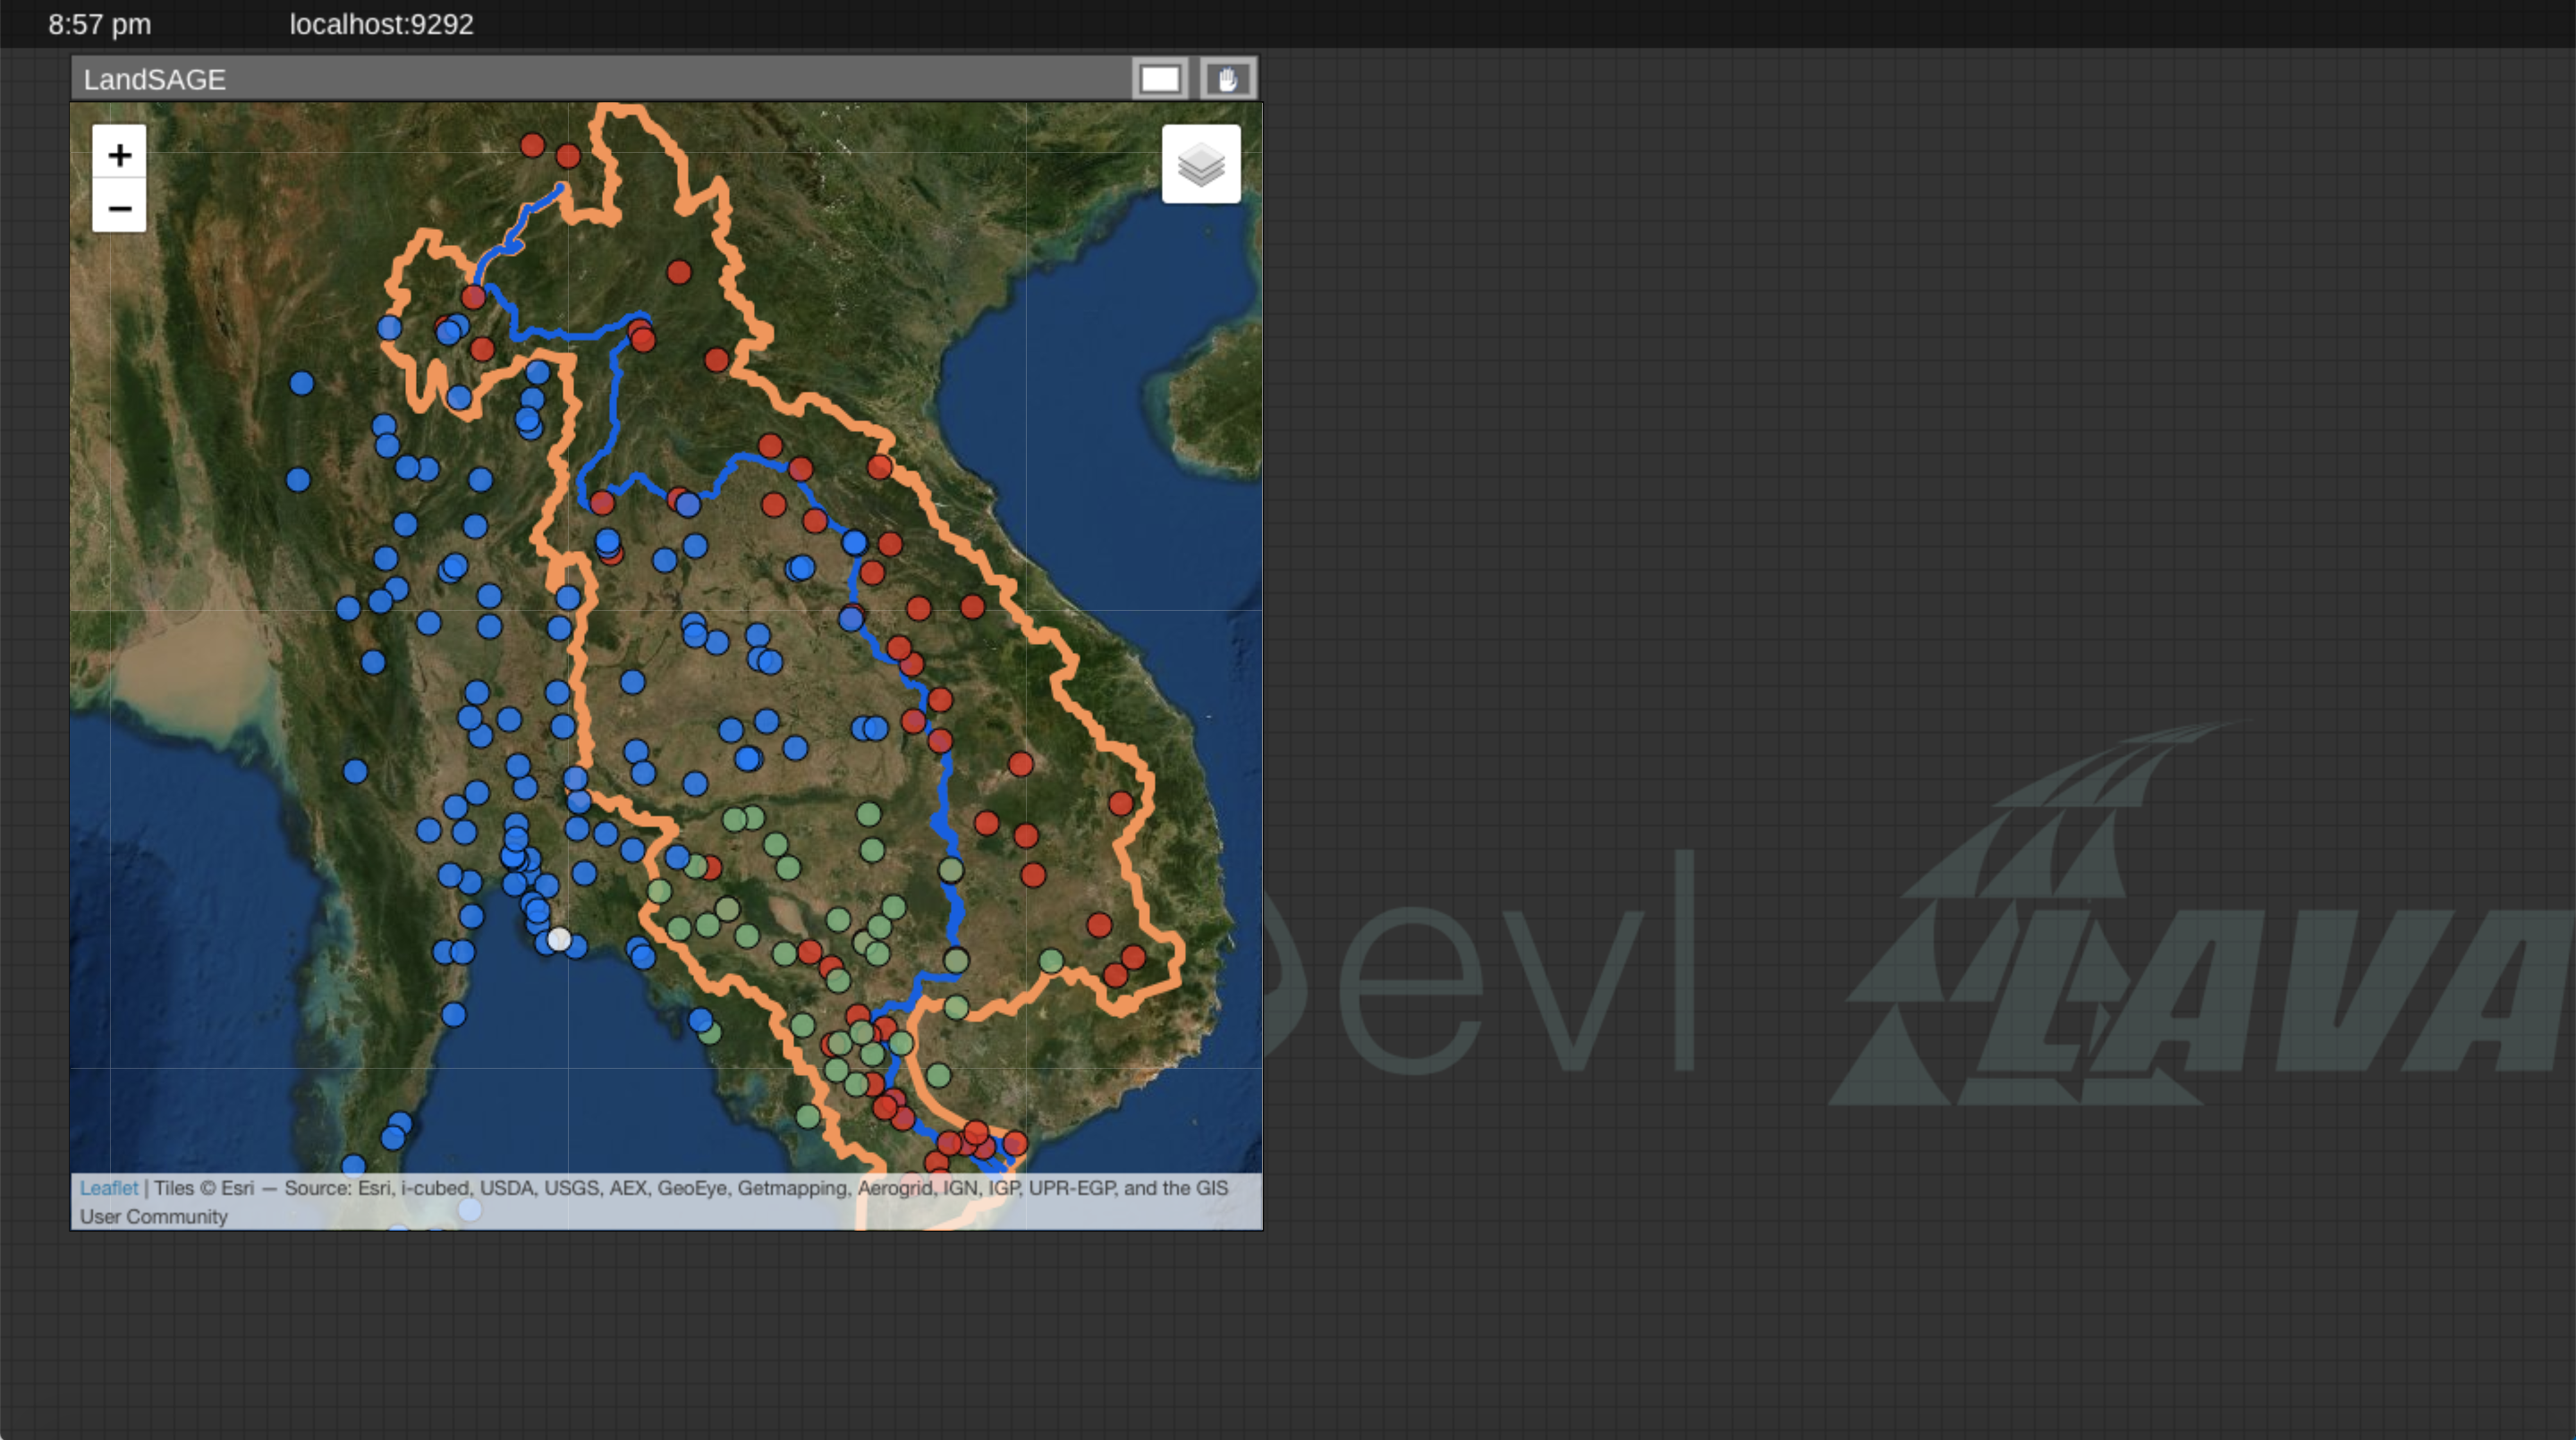 8:57 pm
localhost:9292
LandSAGE
+
−
Leaflet | Tiles © Esri — Source: Esri, i-cubed, USDA, USGS, AEX, GeoEye, Getmapping, Aerogrid, IGN, IGP, UPR-EGP, and the GIS
User Community
evl
LAVA